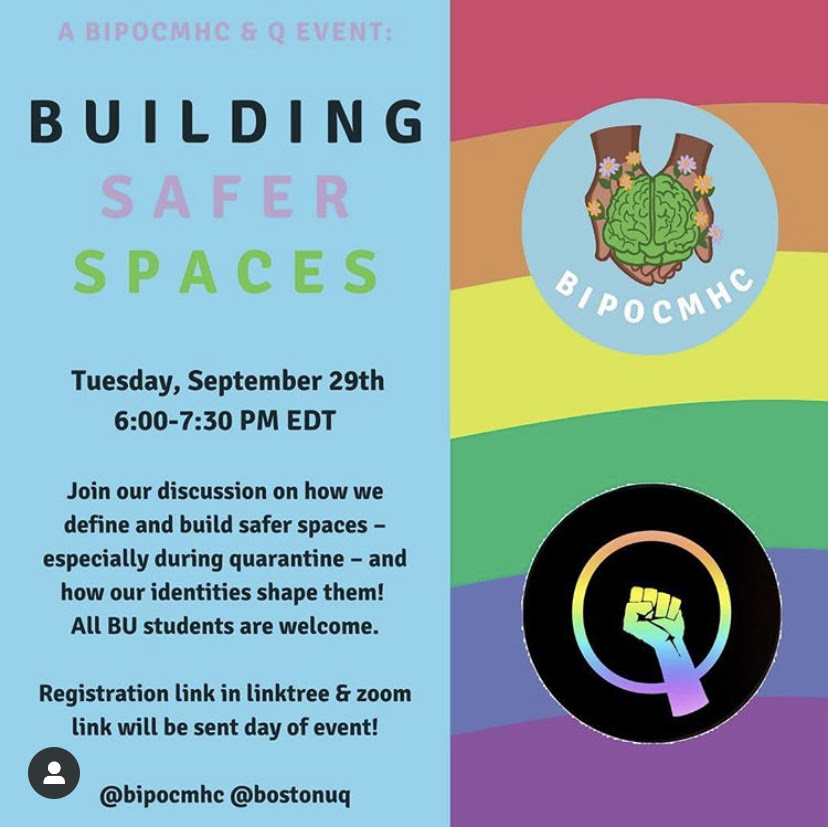 A BIPOCMHC & Q EVENT:
BUILDING
SAFER
SPACES
Tuesday, September 29th
6:00-7:30 PM EDT
Join our discussion on how we
define and build safer spaces –
especially during quarantine – and
how our identities shape them!
All BU students are welcome.
Registration link in linktree & zoom
link will be sent day of event!
@bipocmhc @bostonuq
BIPOCMHC